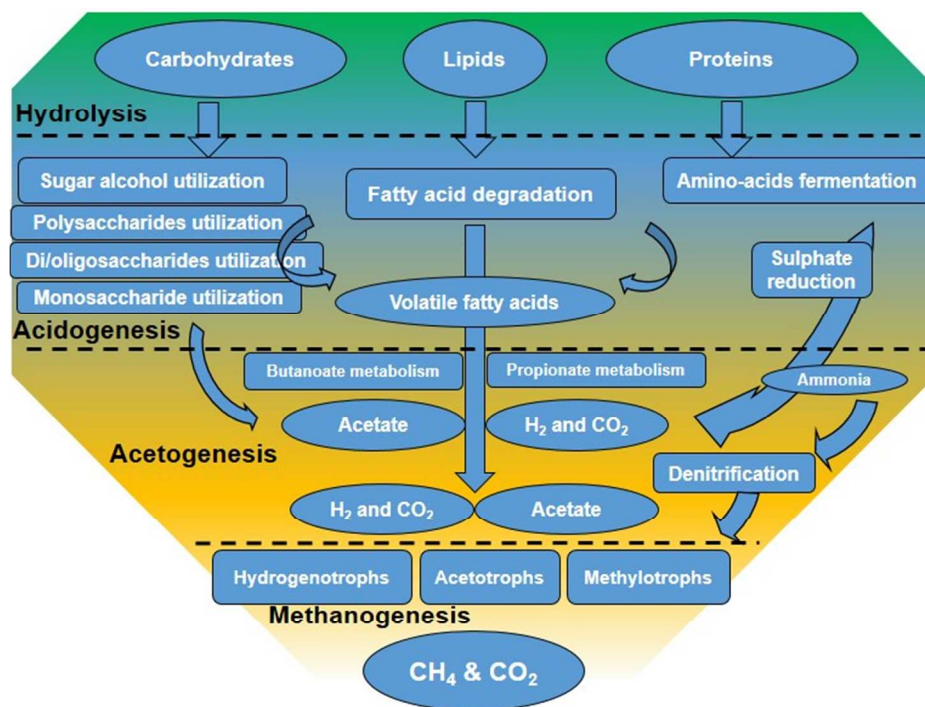 Carbohydrates
Lipids
Proteins
Hydrolysis
Sugar alcohol utilization
Fatty acid degradation
Amino-acids fermentation
Polysaccharides utilization
Di/oligosaccharides utilization
Monosaccharide utilization
Sulphate
reduction
Volatile fatty acids
Acidogenesis
Butanoate metabolism
Propionate metabolism
Ammonia
Acetate
H₂ and CO₂
Acetogenesis
Denitrification
H₂ and CO₂
Acetate
Hydrogenotrophs
Acetotrophs
Methylotrophs
Methanogenesis
CH₄ & CO₂